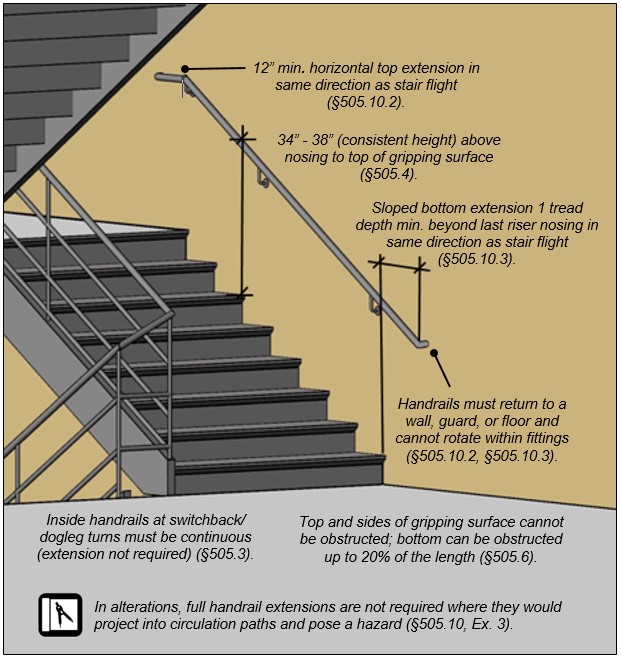 12” min. horizontal top extension in
same direction as stair flight
(§505.10.2).
34” - 38” (consistent height) above
nosing to top of gripping surface
(§505.4).
Sloped bottom extension 1 tread
depth min. beyond last riser nosing in
same direction as stair flight
(§505.10.3).
Handrails must return to a
wall, guard, or floor and
cannot rotate within fittings
(§505.10.2, §505.10.3).
Inside handrails at switchback/
dogleg turns must be continuous
(extension not required) (§505.3).
Top and sides of gripping surface cannot
be obstructed; bottom can be obstructed
up to 20% of the length (§505.6).
In alterations, full handrail extensions are not required where they would
project into circulation paths and pose a hazard (§505.10, Ex. 3).